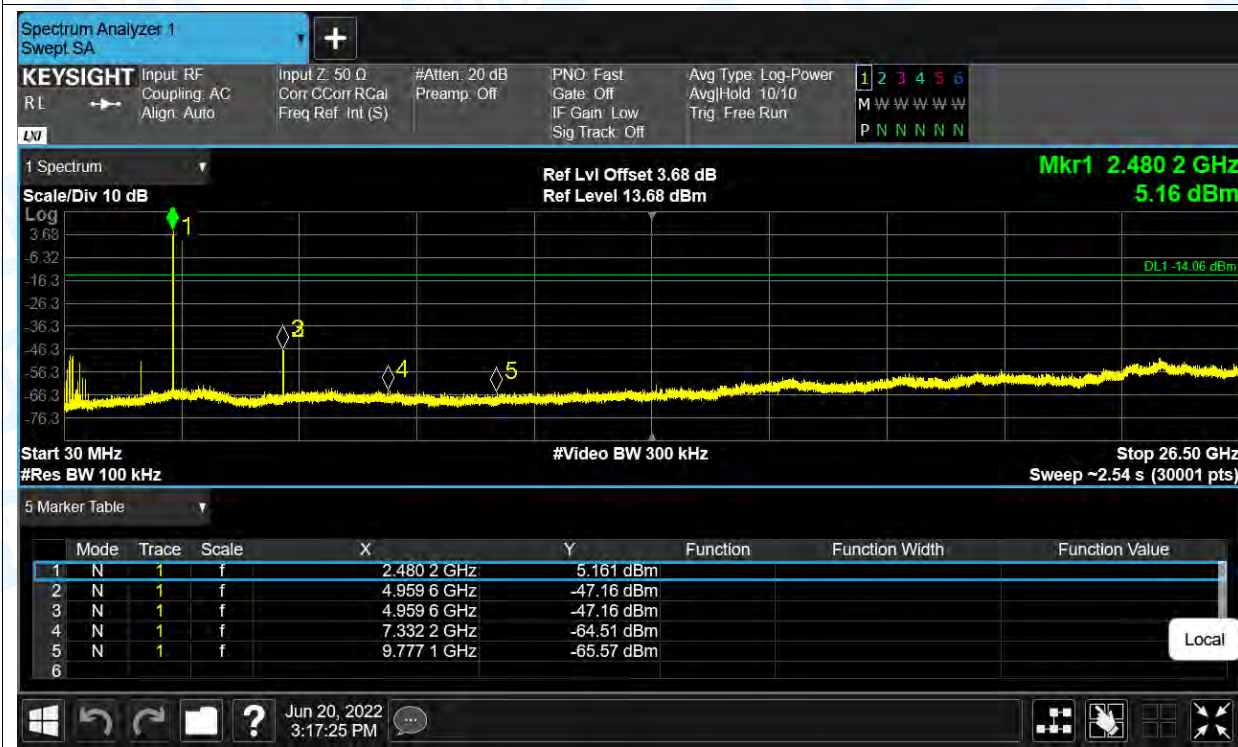 Spectrum Analyzer 1
Swept SA
+
KEYSIGHT Input: RF Input Z: 50 Ω #Atten: 20 dB PNO: Fast Avg Type: Log-Power 1 2 3 4 5 6
RL Coupling: AC Corr CCorr RCal Preamp: Off Gate: Off Avg|Hold: 10/10 M W W W W W
Align: Auto Freq Ref: Int (S) IF Gain: Low Trig: Free Run
LXI Sig Track: Off P N N N N N
1 Spectrum
Ref Lvl Offset 3.68 dB
Mkr1 2.480 2 GHz
Scale/Div 10 dB
Ref Level 13.68 dBm
5.16 dBm
Log
1
3.68
-6.32
DL1 -14.06 dBm
-16.3
-26.3
-36.3
3
-46.3
-56.3
4
5
-66.3
-76.3
Start 30 MHz #Video BW 300 kHz Stop 26.50 GHz
#Res BW 100 kHz Sweep ~2.54 s (30001 pts)
5 Marker Table
Mode Trace Scale X Y Function Function Width Function Value
1 N 1 f 2.480 2 GHz 5.161 dBm
2 N 1 f 4.959 6 GHz -47.16 dBm
3 N 1 f 4.959 6 GHz -47.16 dBm
4 N 1 f 7.332 2 GHz -64.51 dBm
5 N 1 f 9.777 1 GHz -65.57 dBm
6
Local
? Jun 20, 2022
3:17:25 PM